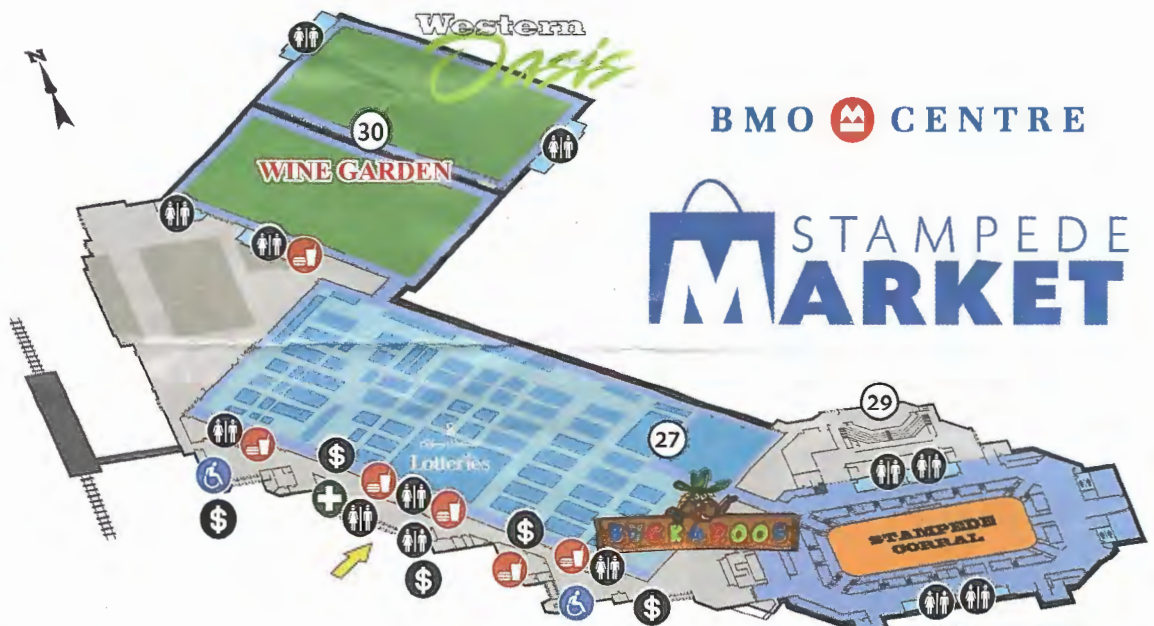 Western
Oasis
N
BMO CENTRE
30
WINE GARDEN
STAMPEDE
MARKET
29
27
Lotteries
$
$
$
$
$
BUCKAROOS
STAMPEDE
CORRAL